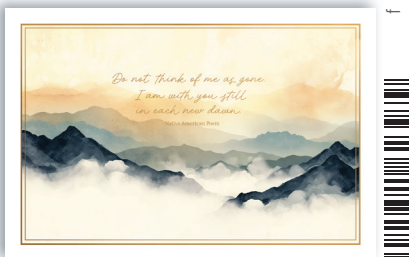 Do not think of me as gone
I am with you still
in each new dawn
Native American Poem